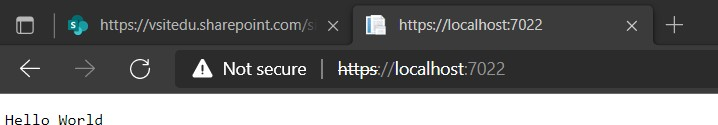 https://vsitedu.sharepoint.com/s
https://localhost:7022
Not secure
https://localhost:7022
Hello World